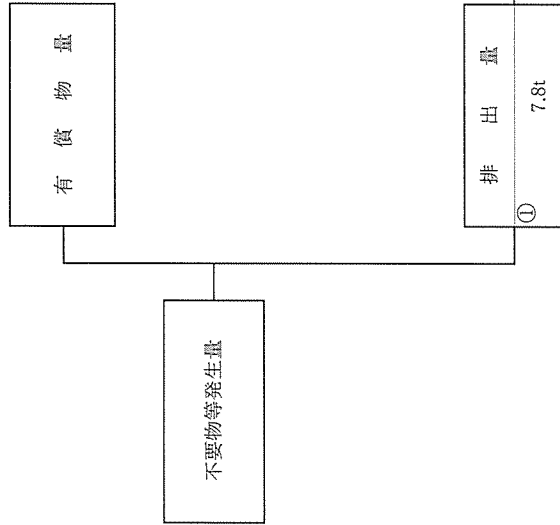 有償物量
不要物等発生量
排出量
①
7.8t